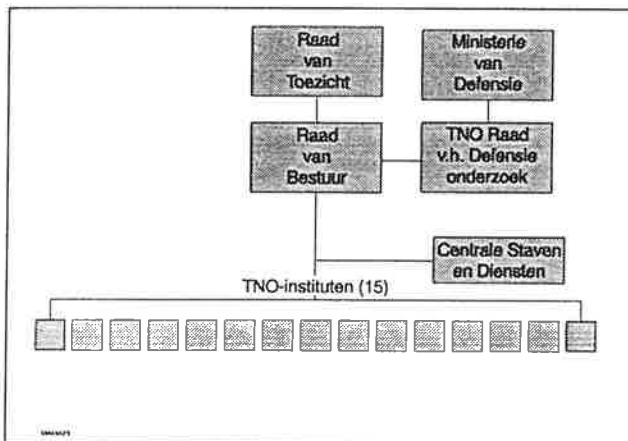 Raad
van
Toezicht
Ministerie
van
Defensie
Raad
van
Bestuur
TNO Raad
v.h. Defensie
onderzoek
Centrale Staven
en Diensten
TNO-instituten (15)